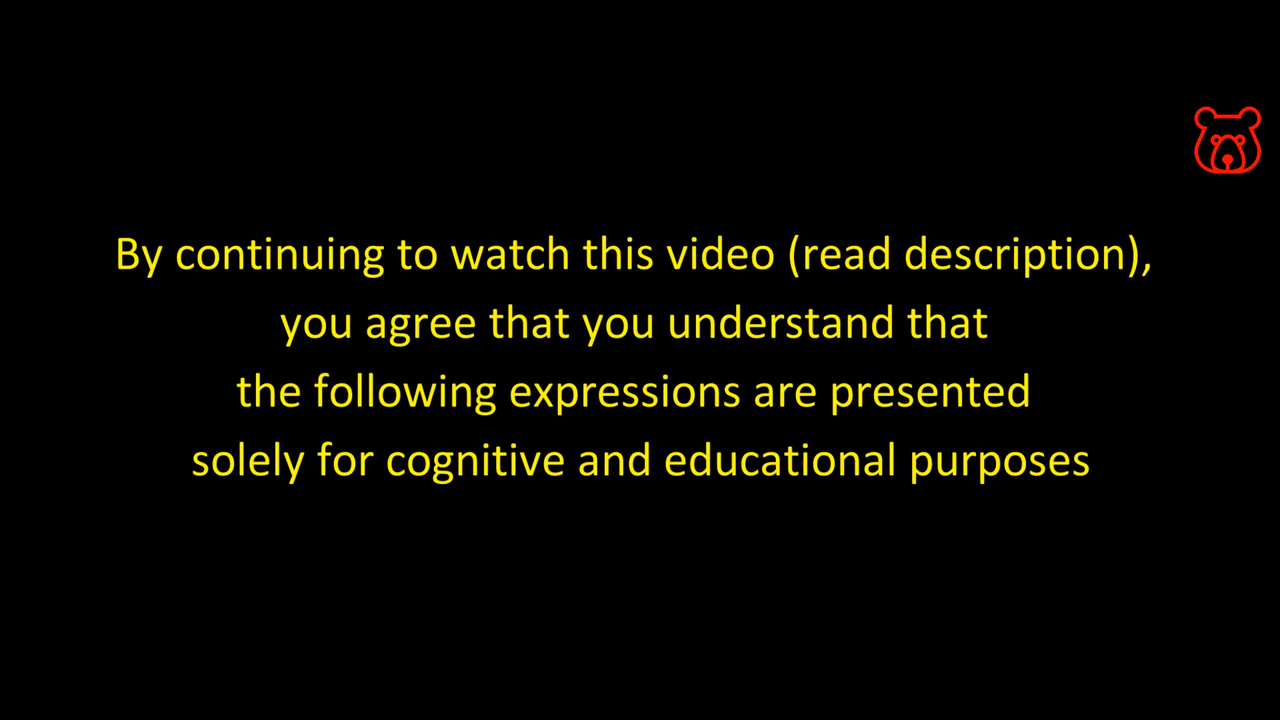 By continuing to watch this video (read description),
you agree that you understand that
the following expressions are presented
solely for cognitive and educational purposes